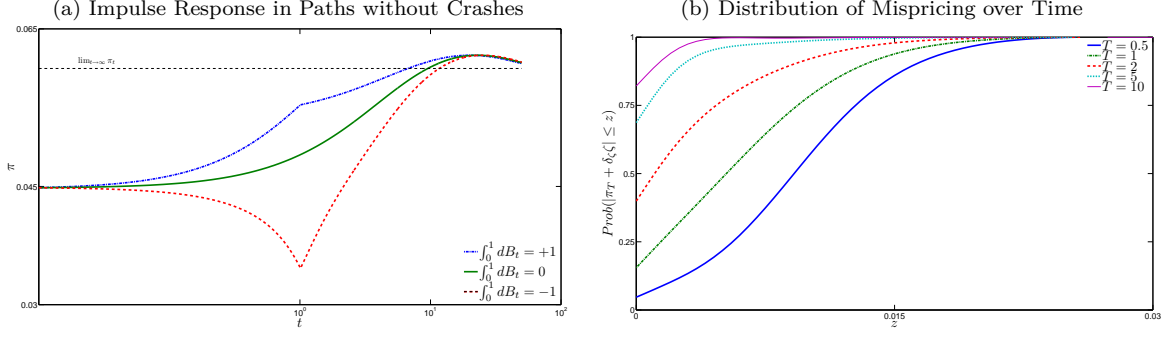 (a) Impulse Response in Paths without Crashes
0.065
lim_{t→∞} π_t
π
0.045
∫_0^1 dB_t = +1
∫_0^1 dB_t = 0
∫_0^1 dB_t = −1
0.03
10^0
10^1
10^2
t
(b) Distribution of Mispricing over Time
1
T = 0.5
T = 1
T = 2
T = 5
T = 10
0.75
Prob(|π_T + δ_ζ ζ| ≤ z)
0.5
0.25
0
0
0.015
0.03
z